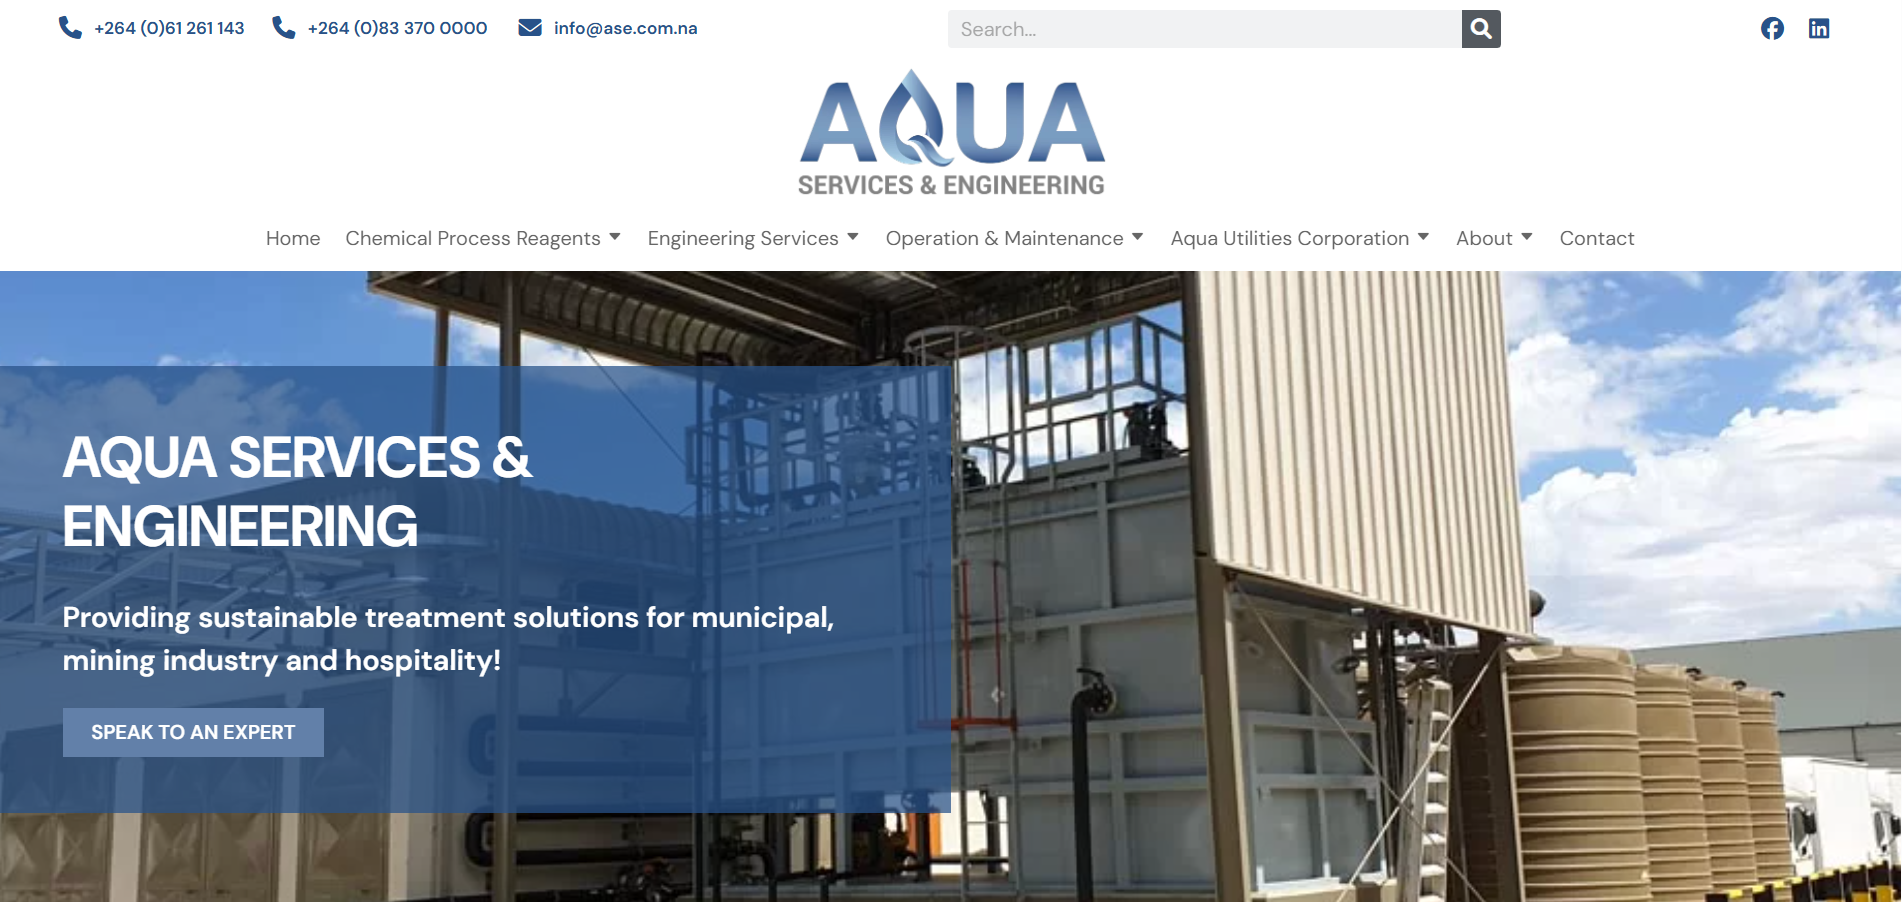 +264 (0)61 261 143
+264 (0)83 370 0000
info@ase.com.na
Search...
AQUA
SERVICES & ENGINEERING
Home
Chemical Process Reagents
Engineering Services
Operation & Maintenance
Aqua Utilities Corporation
About
Contact
AQUA SERVICES &
ENGINEERING
Providing sustainable treatment solutions for municipal,
mining industry and hospitality!
SPEAK TO AN EXPERT